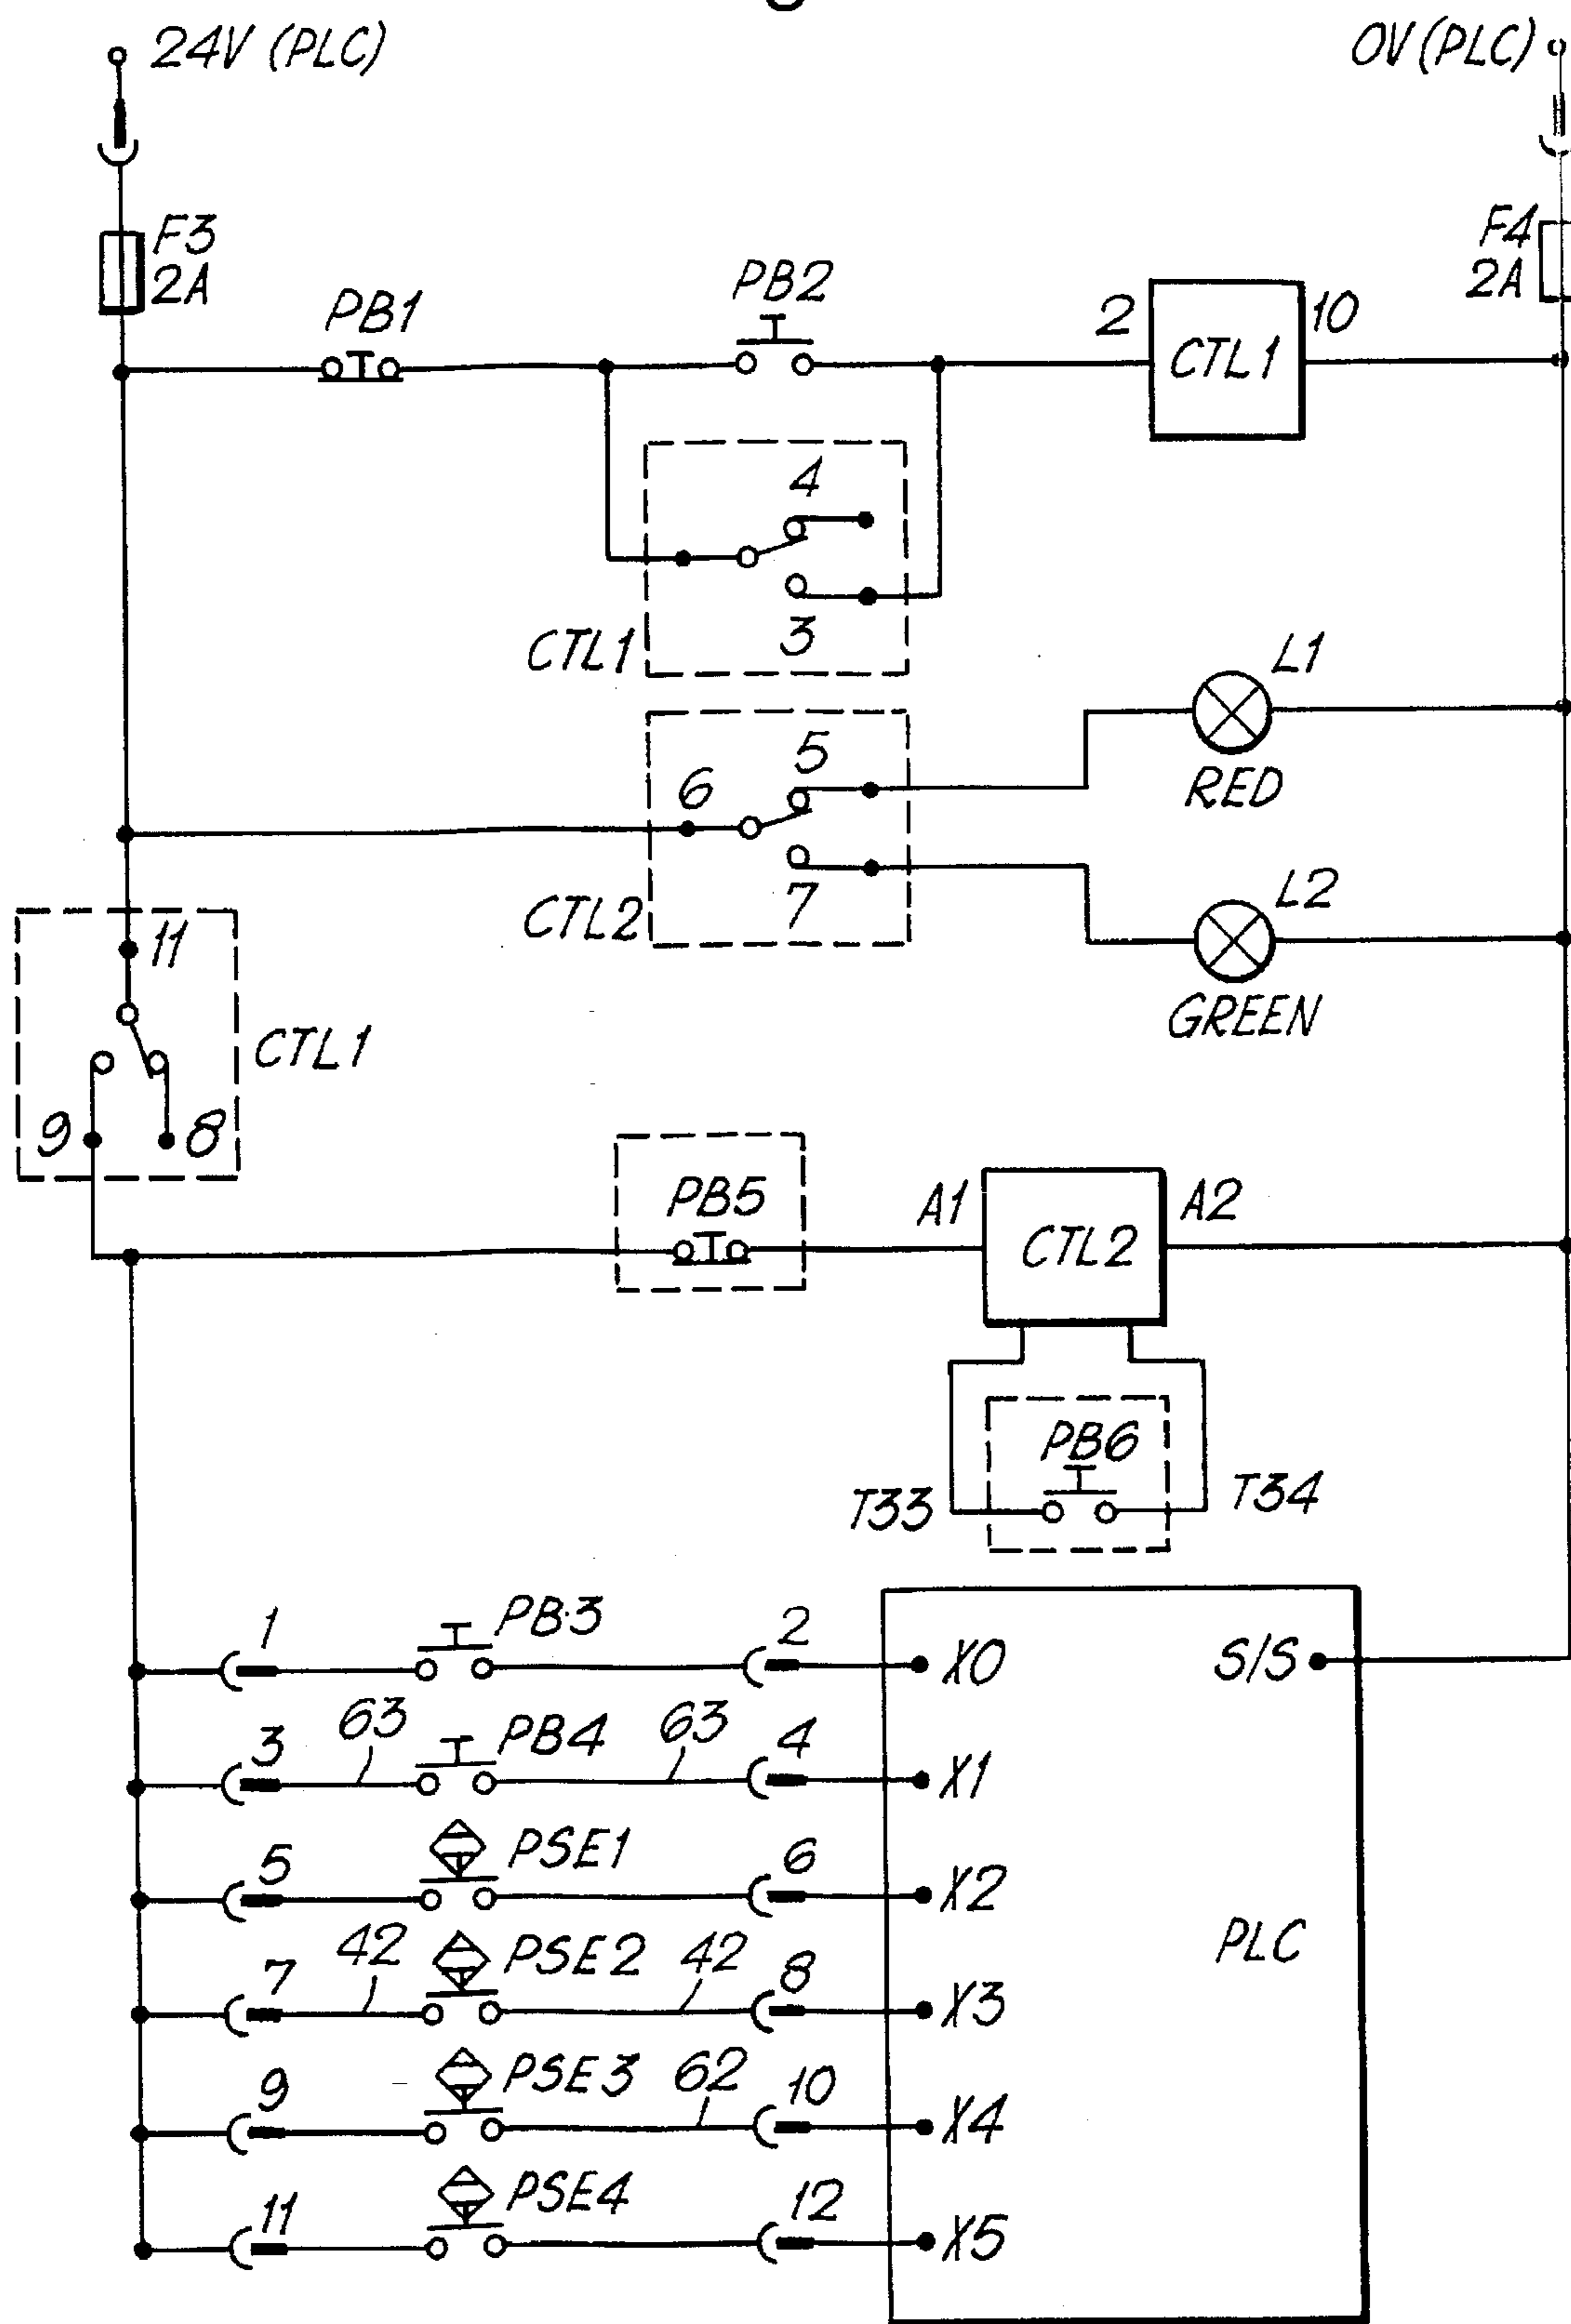 24V (PLC)
0V (PLC)
F3
2A
F4
2A
PB1
PB2
2
CTL1
10
4
3
CTL1
L1
RED
6
5
7
CTL2
L2
GREEN
11
CTL1
9
8
PB5
A1
CTL2
A2
PB6
T33
T34
1
PB3
2
X0
S/S
3
63
PB4
63
4
X1
5
PSE1
6
X2
PLC
7
42
PSE2
42
8
X3
9
PSE3
62
10
X4
11
PSE4
12
X5